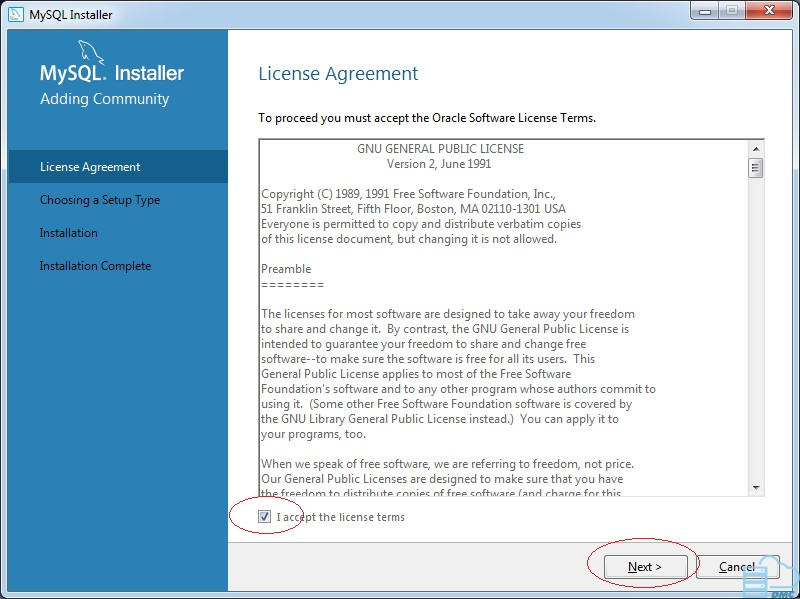 MySQL Installer
MySQL. Installer
Adding Community
License Agreement
Choosing a Setup Type
Installation
Installation Complete
License Agreement
To proceed you must accept the Oracle Software License Terms.
GNU GENERAL PUBLIC LICENSE
Version 2, June 1991
Copyright (C) 1989, 1991 Free Software Foundation, Inc.,
51 Franklin Street, Fifth Floor, Boston, MA 02110-1301 USA
Everyone is permitted to copy and distribute verbatim copies
of this license document, but changing it is not allowed.
Preamble
========
The licenses for most software are designed to take away your freedom
to share and change it.  By contrast, the GNU General Public License is
intended to guarantee your freedom to share and change free
software--to make sure the software is free for all its users.  This
General Public License applies to most of the Free Software
Foundation's software and to any other program whose authors commit to
using it.  (Some other Free Software Foundation software is covered by
the GNU Library General Public License instead.)  You can apply it to
your programs, too.
When we speak of free software, we are referring to freedom, not price.
Our General Public Licenses are designed to make sure that you have
the freedom to distribute copies of free software (and charge for this
I accept the license terms
Next >
Cancel
DMC